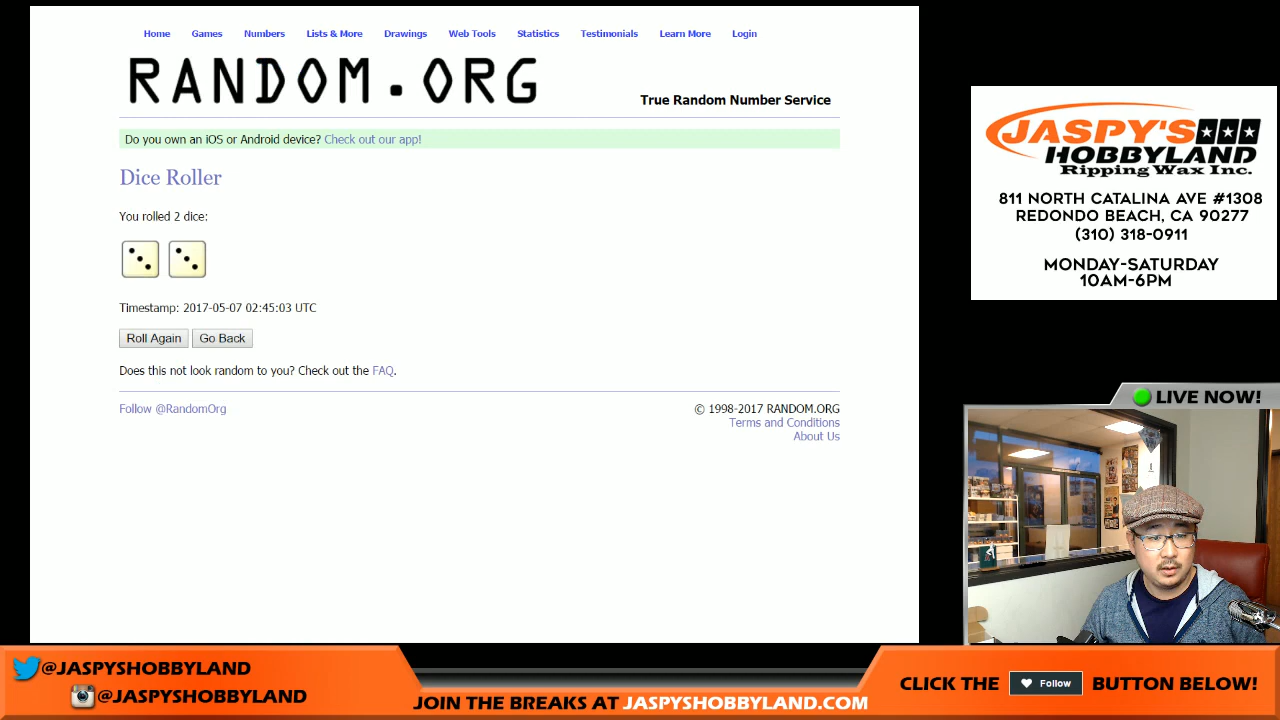 Home Games Numbers Lists & More Drawings Web Tools Statistics Testimonials Learn More Login
RANDOM.ORG
True Random Number Service
Do you own an iOS or Android device? Check out our app!
Dice Roller
You rolled 2 dice:
Timestamp: 2017-05-07 02:45:03 UTC
Roll Again Go Back
Does this not look random to you? Check out the FAQ.
Follow @RandomOrg
© 1998-2017 RANDOM.ORG
Terms and Conditions
About Us
JASPY'S
HOBBYLAND
Ripping Wax Inc.
811 NORTH CATALINA AVE #1308
REDONDO BEACH, CA 90277
(310) 318-0911
MONDAY-SATURDAY
10AM-6PM
LIVE NOW!
@JASPYSHOBBYLAND
@JASPYSHOBBYLAND
JOIN THE BREAKS AT JASPYSHOBBYLAND.COM
CLICK THE Follow BUTTON BELOW!